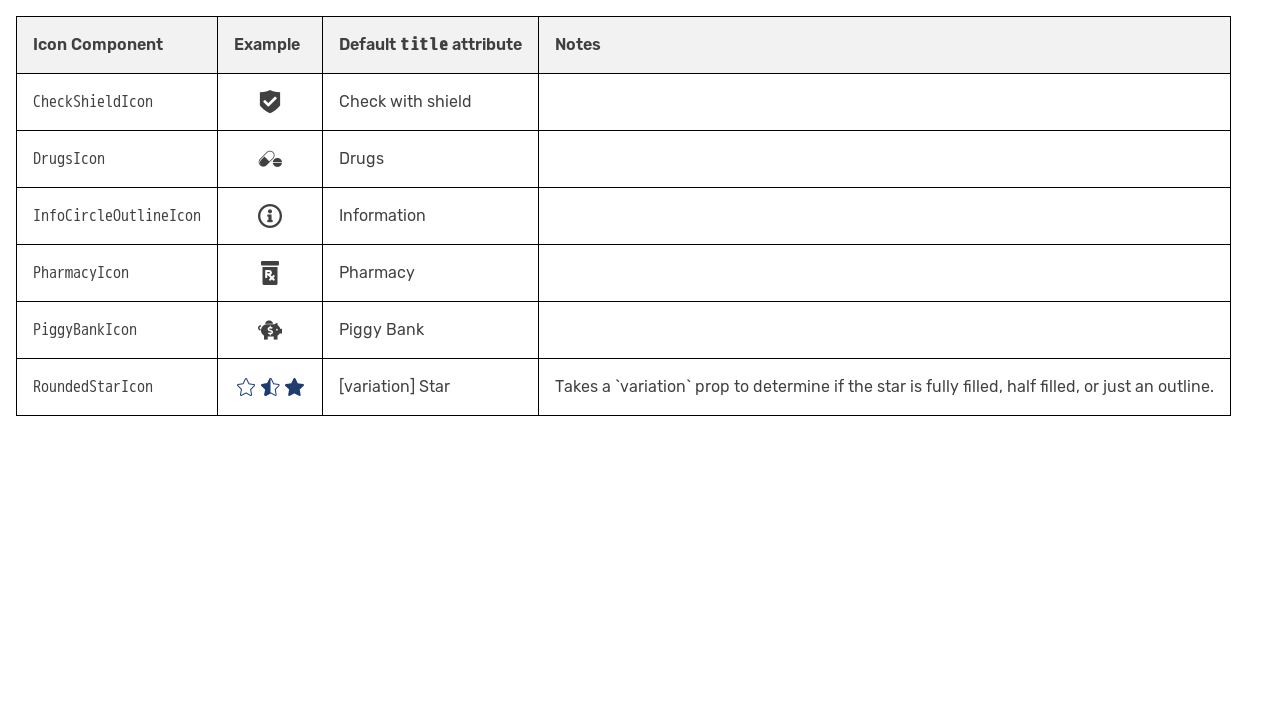 Icon Component Example Default title attribute Notes
CheckShieldIcon Check with shield
DrugsIcon Drugs
InfoCircleOutlineIcon Information
PharmacyIcon Pharmacy
PiggyBankIcon Piggy Bank
RoundedStarIcon [variation] Star Takes a `variation` prop to determine if the star is fully filled, half filled, or just an outline.